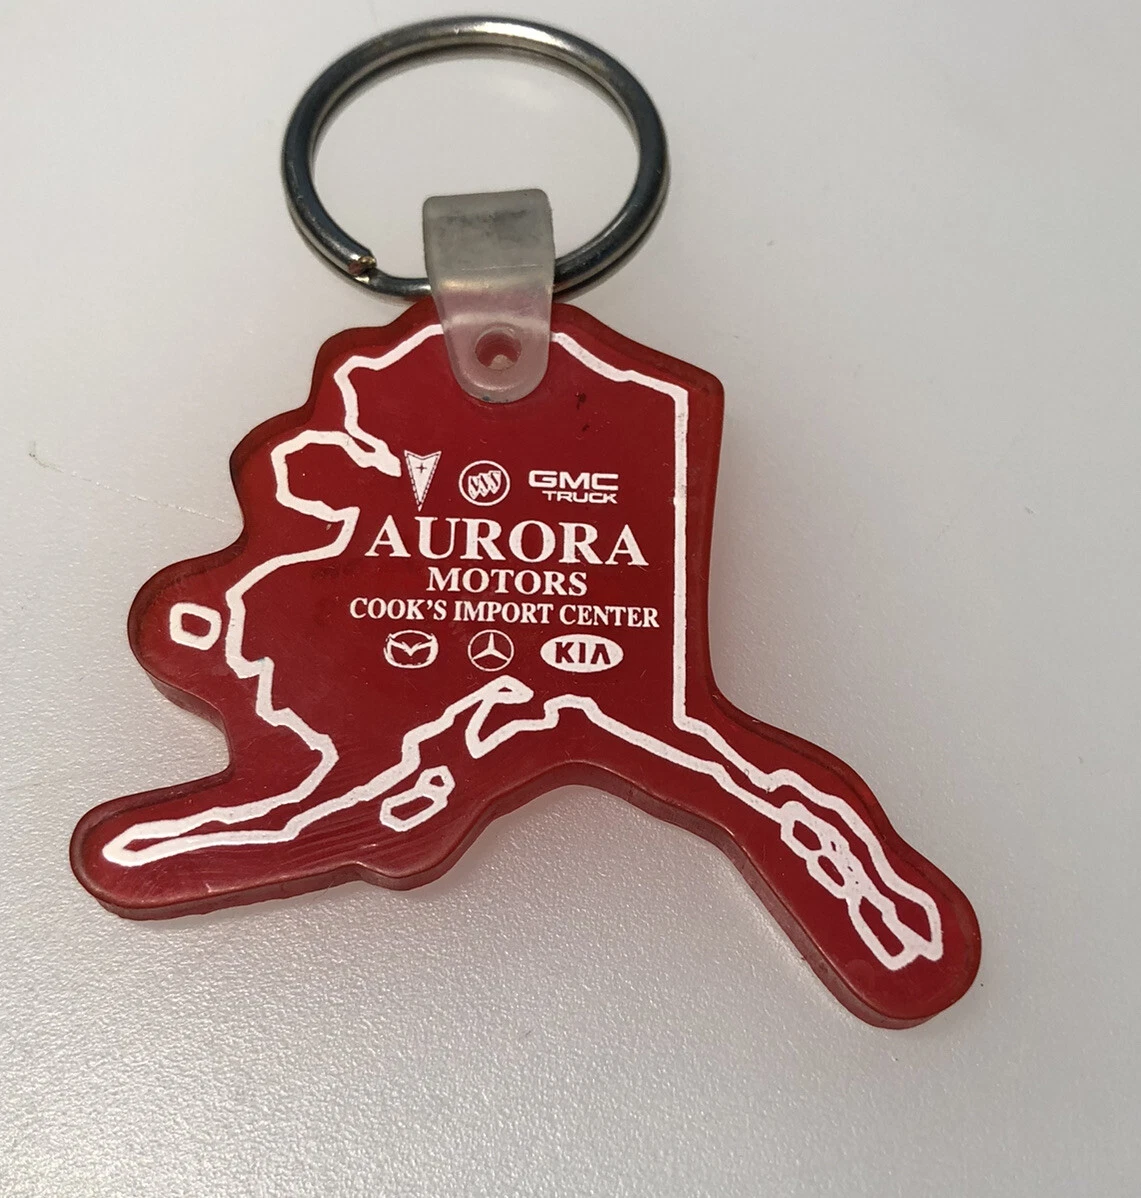 GMC
TRUCK
AURORA
MOTORS
COOK'S IMPORT CENTER
KIA